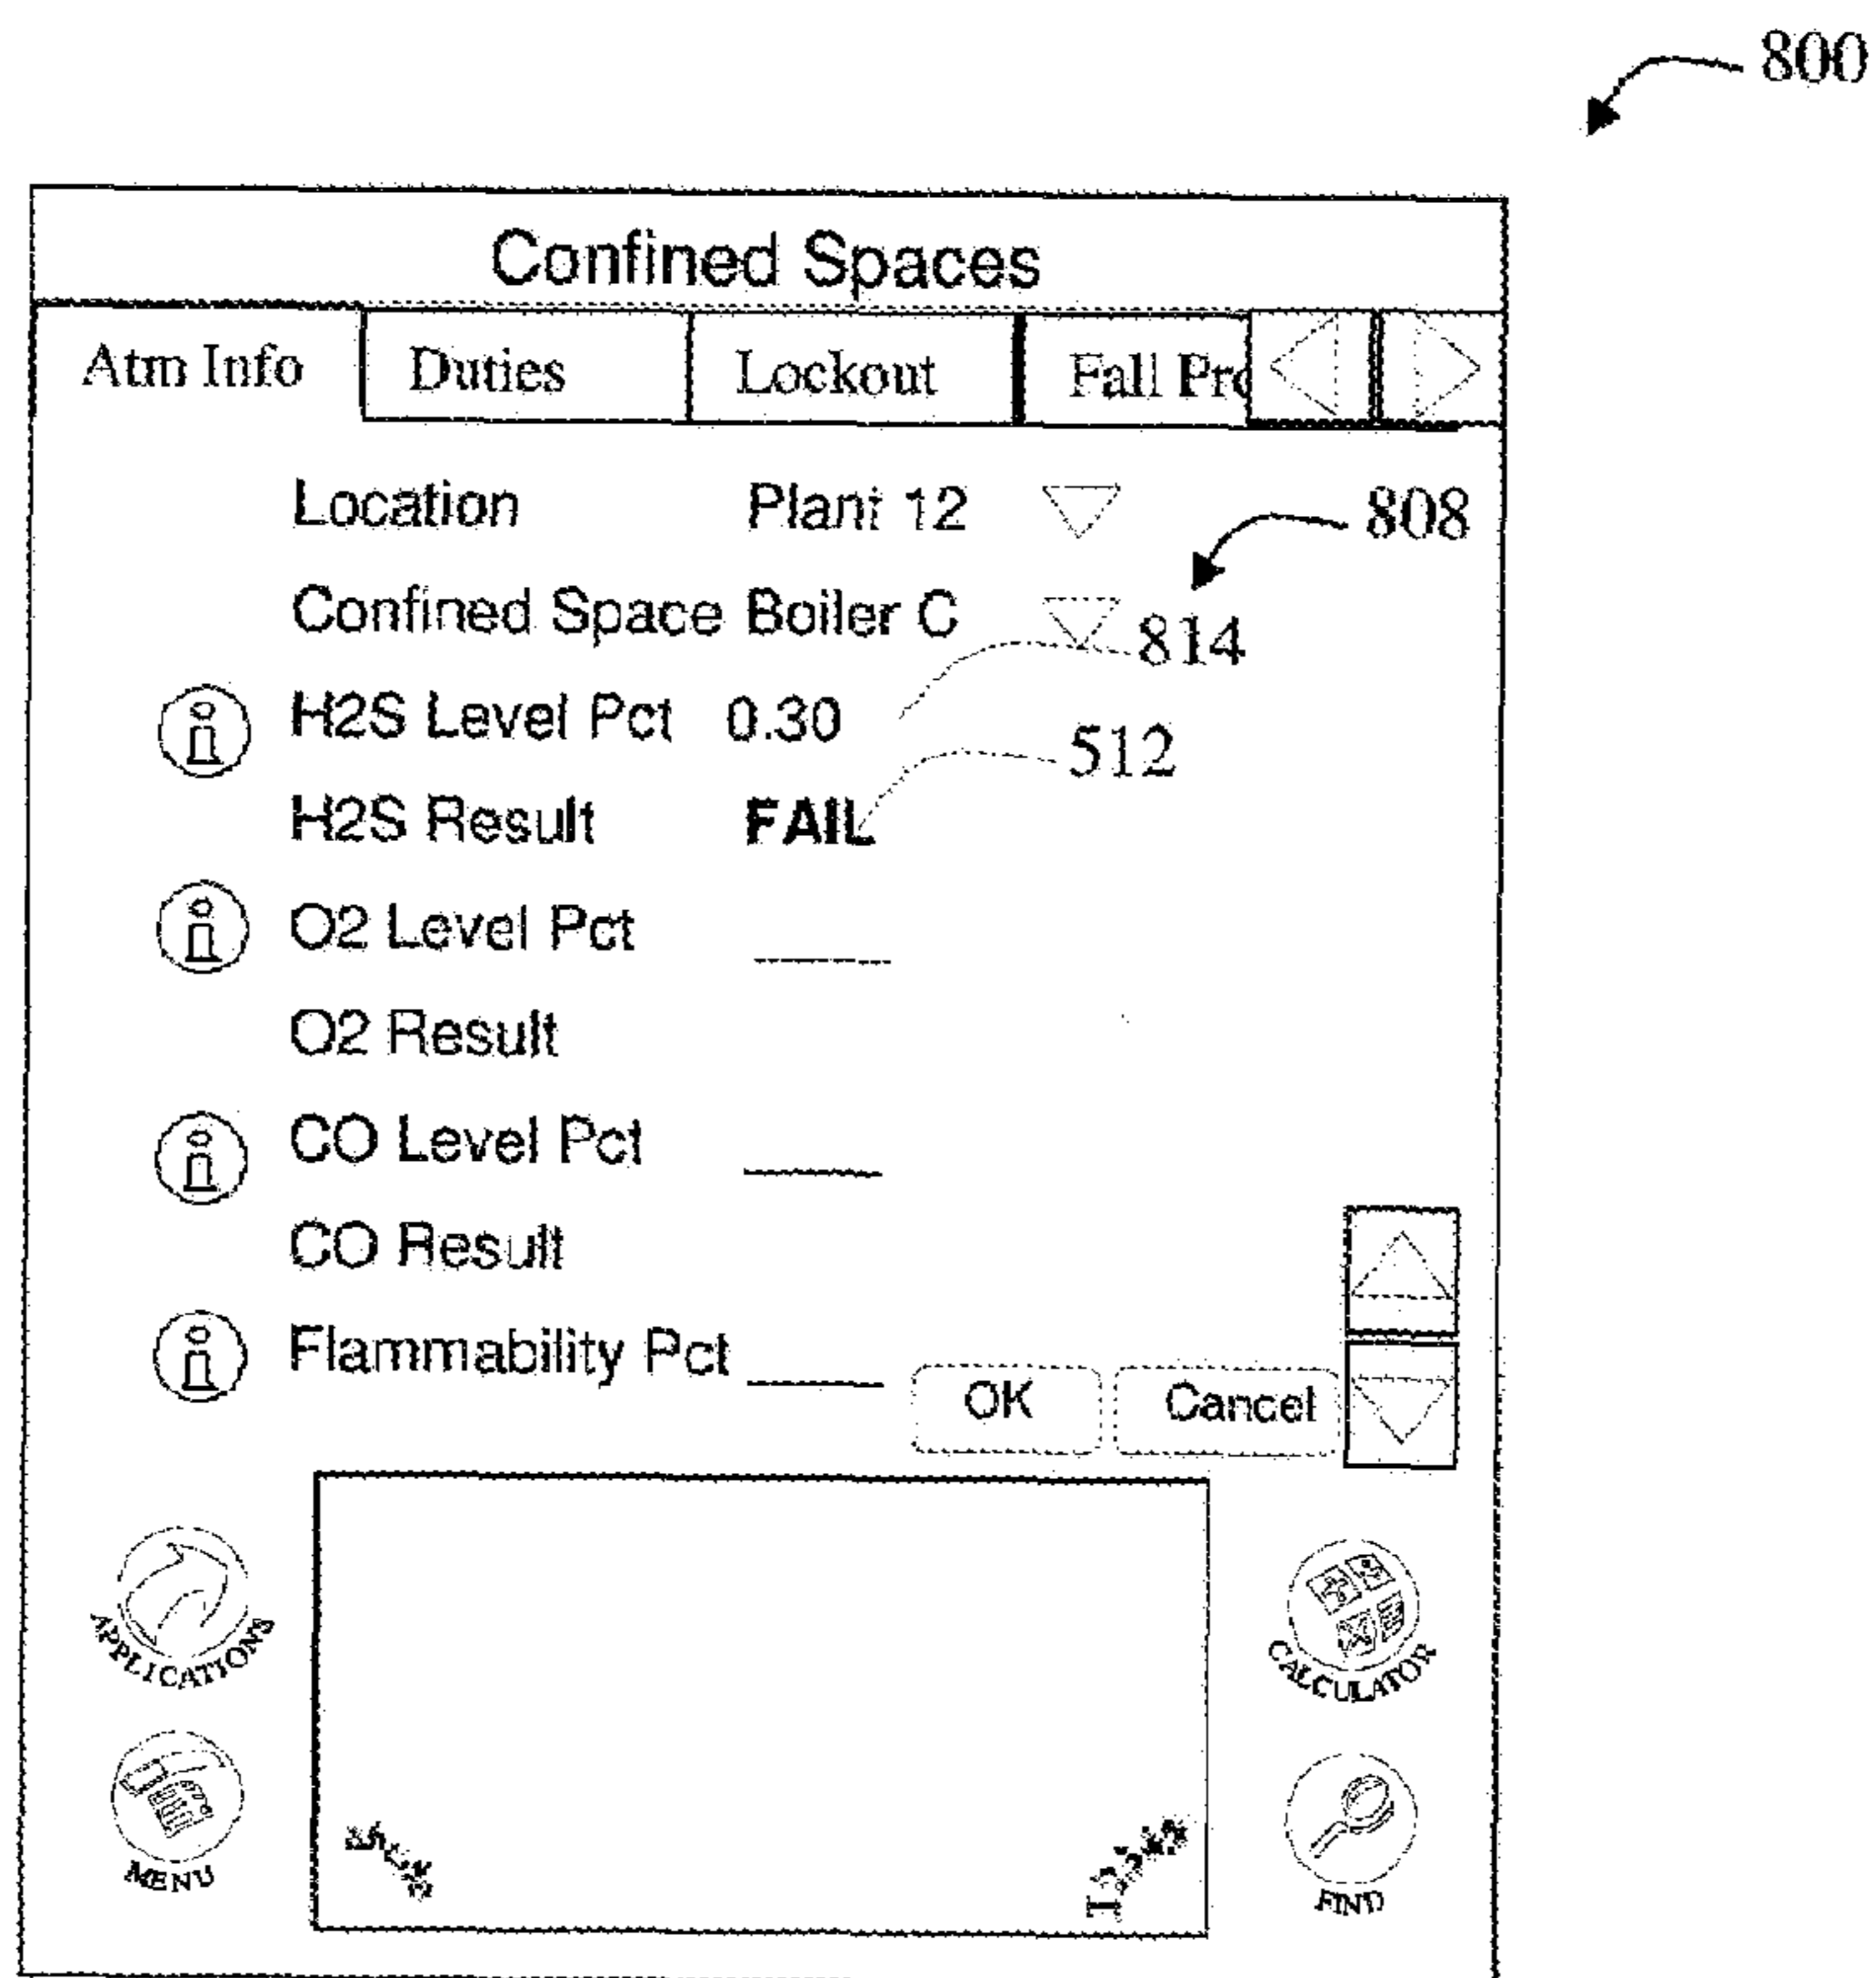 800
Confined Spaces
Atm Info Duties Lockout Fall Pro
Location Plant 12
808
Confined Space Boiler C
814
H2S Level Pct 0.30
512
H2S Result FAIL
O2 Level Pct
O2 Result
CO Level Pct
CO Result
Flammability Pct
OK Cancel
APPLICATIONS
CALCULATOR
MENU
FIND